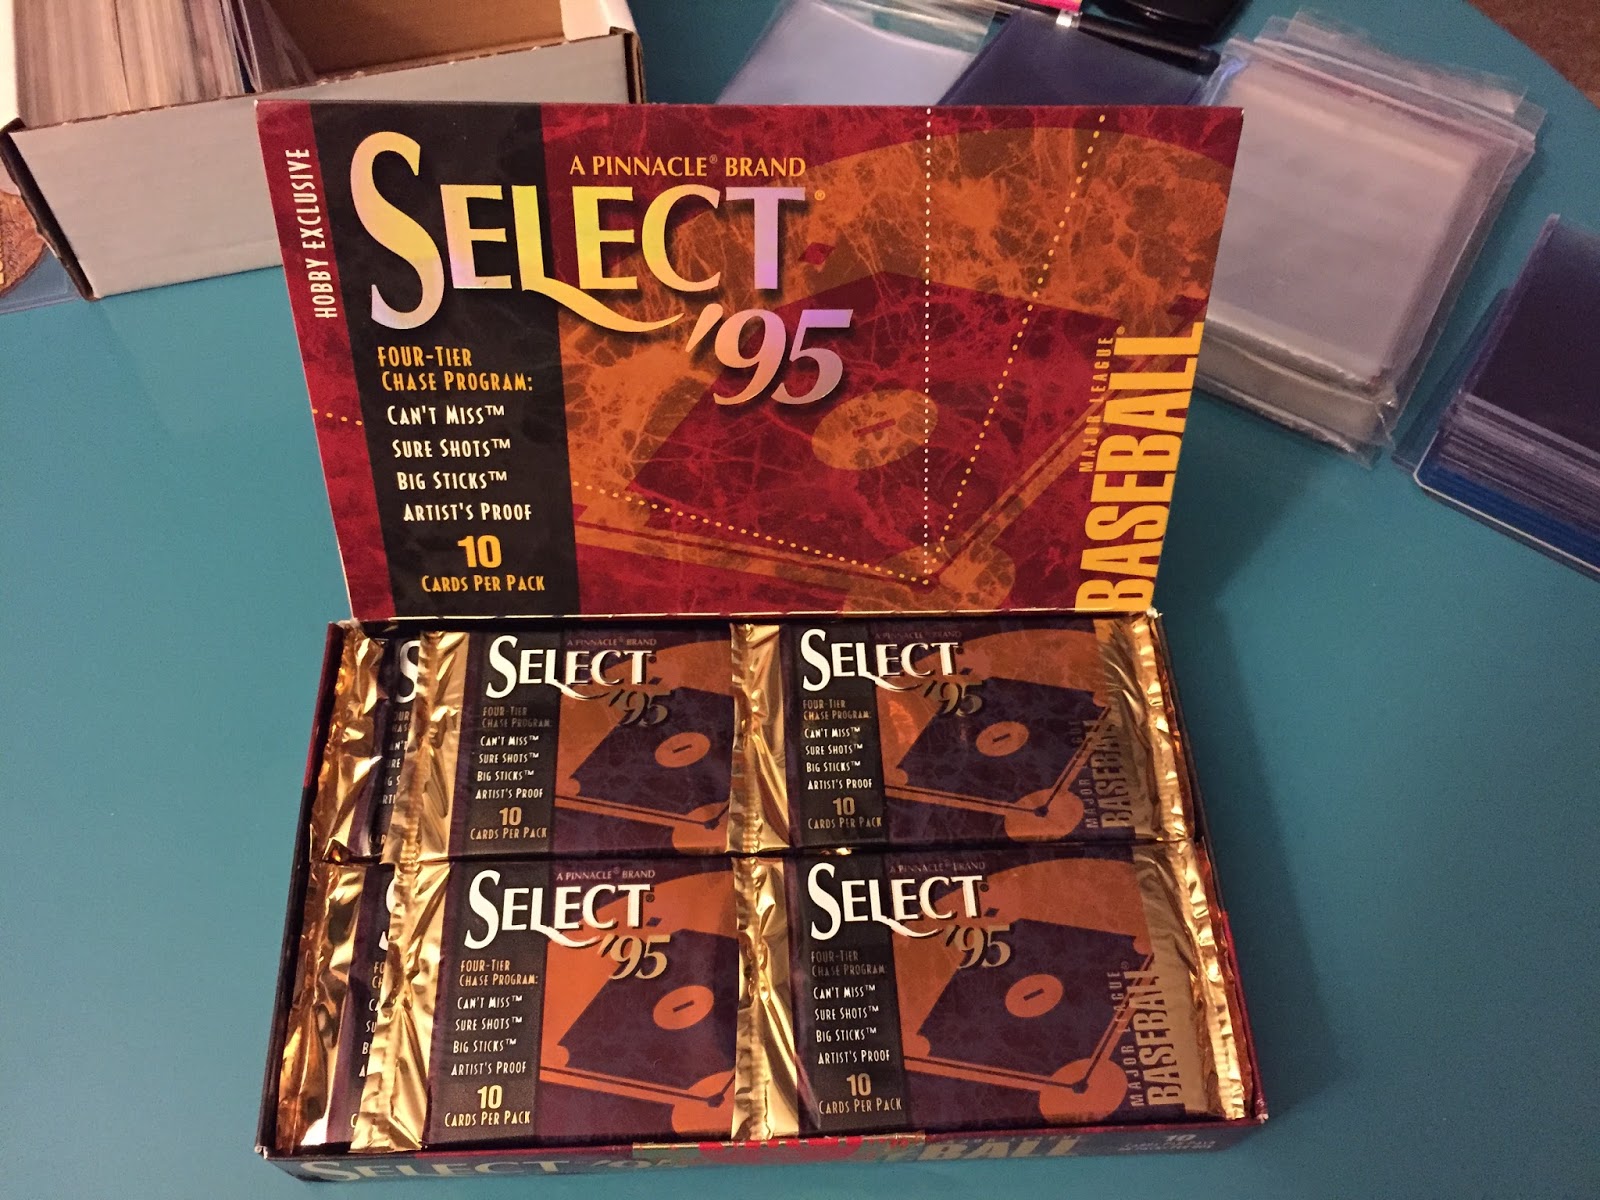 HOBBY EXCLUSIVE
A PINNACLE® BRAND
SELECT®
'95
FOUR-TIER
CHASE PROGRAM:
CAN'T MISS™
SURE SHOTS™
BIG STICKS™
ARTIST'S PROOF
10
CARDS PER PACK
MAJOR LEAGUE®
BASEBALL
A PINNACLE® BRAND
SELECT®
'95
FOUR-TIER
CHASE PROGRAM:
CAN'T MISS™
SURE SHOTS™
BIG STICKS™
ARTIST'S PROOF
10
CARDS PER PACK
A PINNACLE® BRAND
SELECT®
'95
FOUR-TIER
CHASE PROGRAM:
CAN'T MISS™
SURE SHOTS™
BIG STICKS™
ARTIST'S PROOF
10
CARDS PER PACK
MAJOR
BASEBALL
A PINNACLE® BRAND
SELECT®
'95
FOUR-TIER
CHASE PROGRAM:
CAN'T MISS™
SURE SHOTS™
BIG STICKS™
ARTIST'S PROOF
10
CARDS PER PACK
A PINNACLE® BRAND
SELECT®
'95
FOUR-TIER
CHASE PROGRAM:
CAN'T MISS™
SURE SHOTS™
BIG STICKS™
ARTIST'S PROOF
10
CARDS PER PACK
MAJOR LEAGUE®
BASEBALL
SELECT '95
10